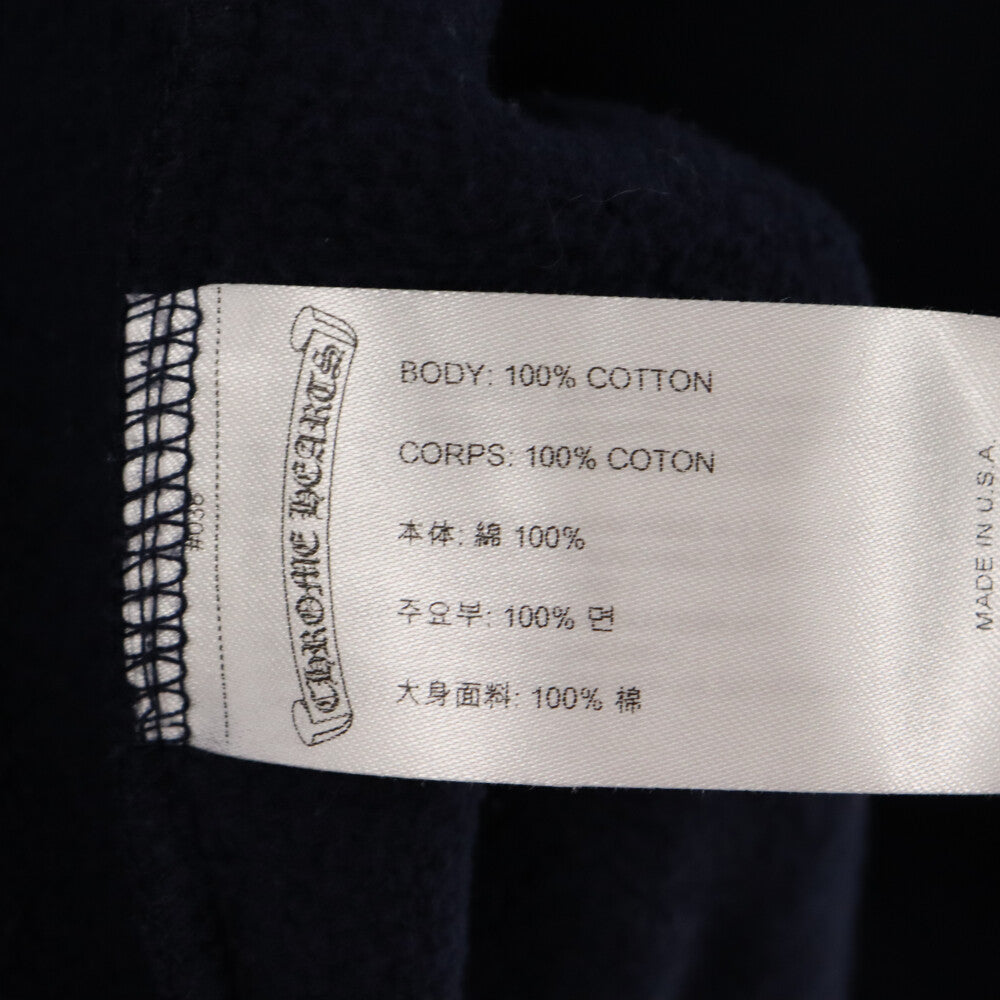 CHROME HEARTS
BODY: 100% COTTON
CORPS: 100% COTON
本体: 綿 100%
주요부: 100% 면
大身面料: 100% 棉
MADE IN U.S.A
#038